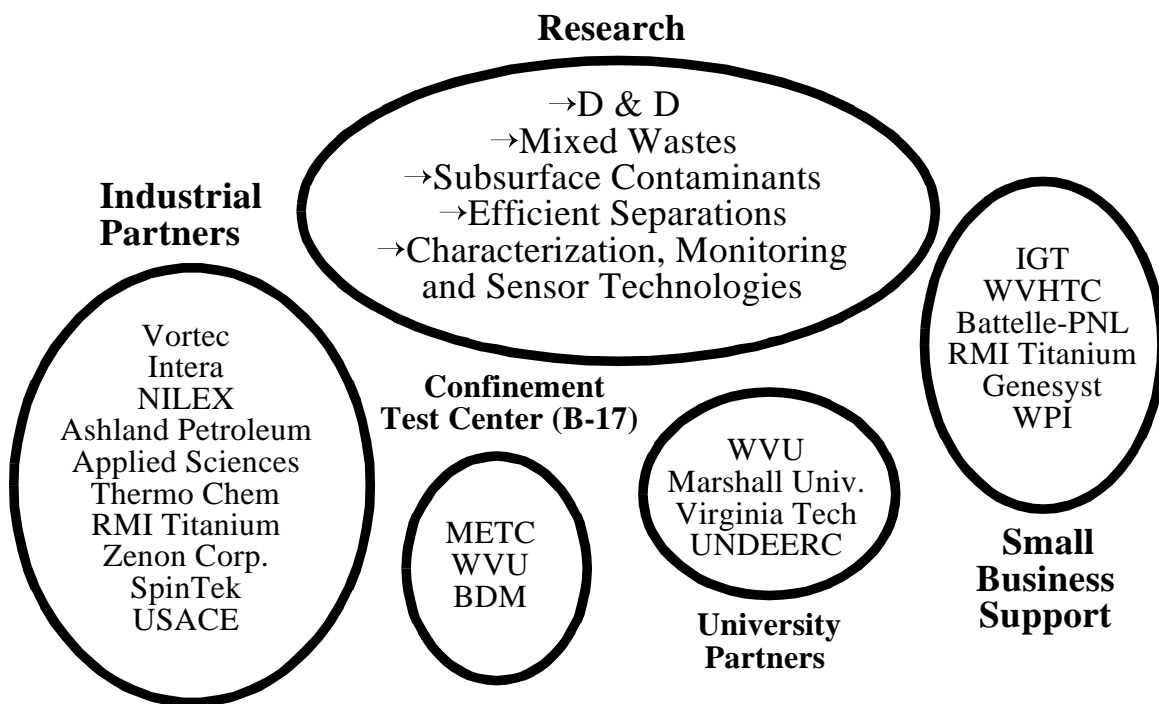 Research
→D & D
→Mixed Wastes
→Subsurface Contaminants
→Efficient Separations
→Characterization, Monitoring
and Sensor Technologies
Industrial
Partners
Vortec
Intera
NILEX
Ashland Petroleum
Applied Sciences
Thermo Chem
RMI Titanium
Zenon Corp.
SpinTek
USACE
Confinement
Test Center (B-17)
METC
WVU
BDM
WVU
Marshall Univ.
Virginia Tech
UNDEERC
University
Partners
IGT
WVHTC
Battelle-PNL
RMI Titanium
Genesyst
WPI
Small
Business
Support